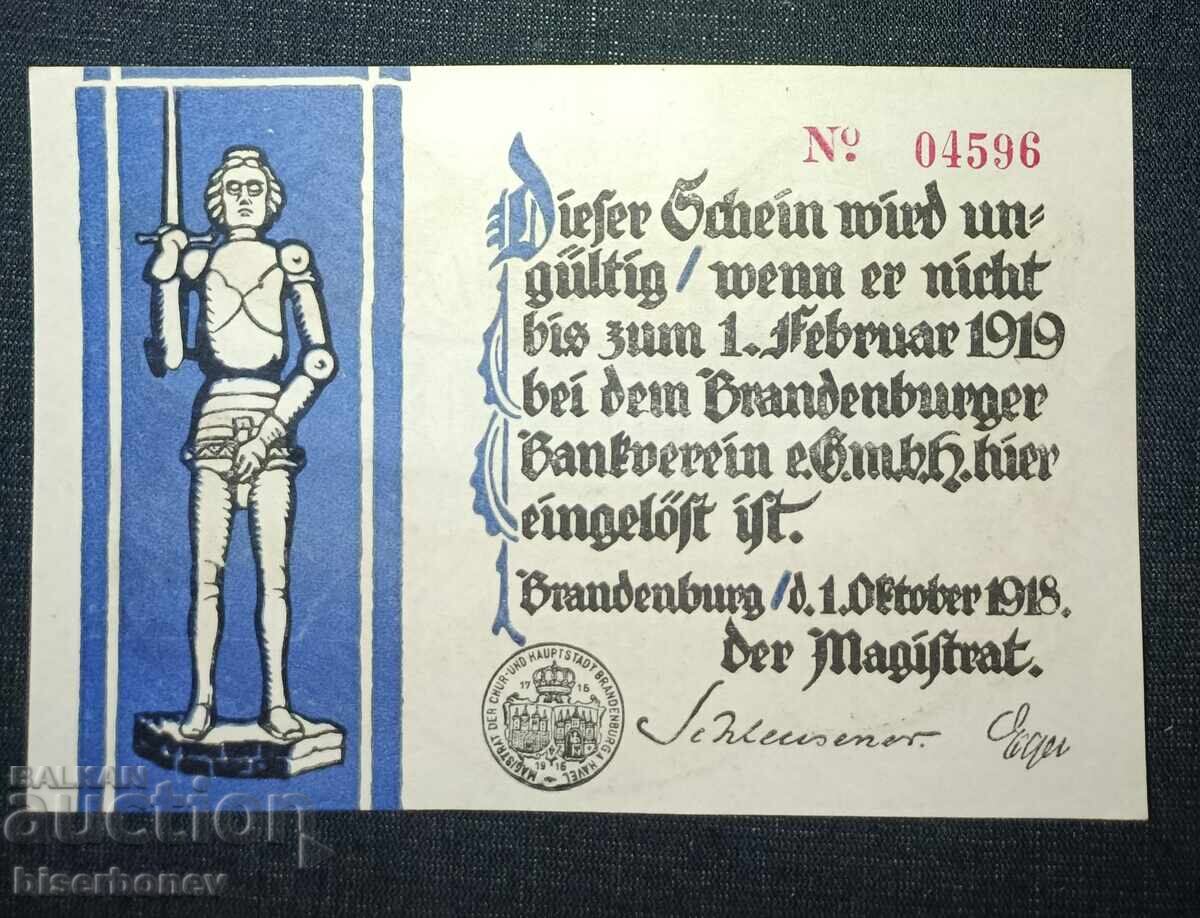 Nº 04596
Dieser Schein wird un=
gültig / wenn er nicht
bis zum 1. Februar 1919
bei dem Brandenburger
Bankverein e.G.m.b.H. hier
eingelöst ist.
Brandenburg / d. 1. Oktober 1918.
der Magistrat.
Schleusener.
MAGISTRAT DER CHUR-UND HAUPTSTADT BRANDENBURG A HAVEL
1715
1916
BALKAN
auction
biserbonev